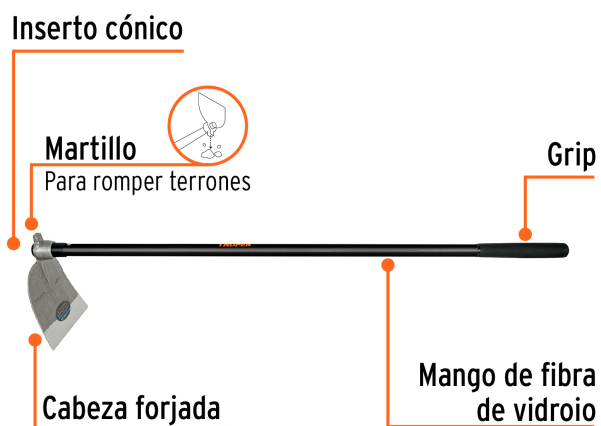 Inserto cónico
Martillo
Para romper terrones
Grip
TRUPER
Mango de fibra
de vidroio
Cabeza forjada